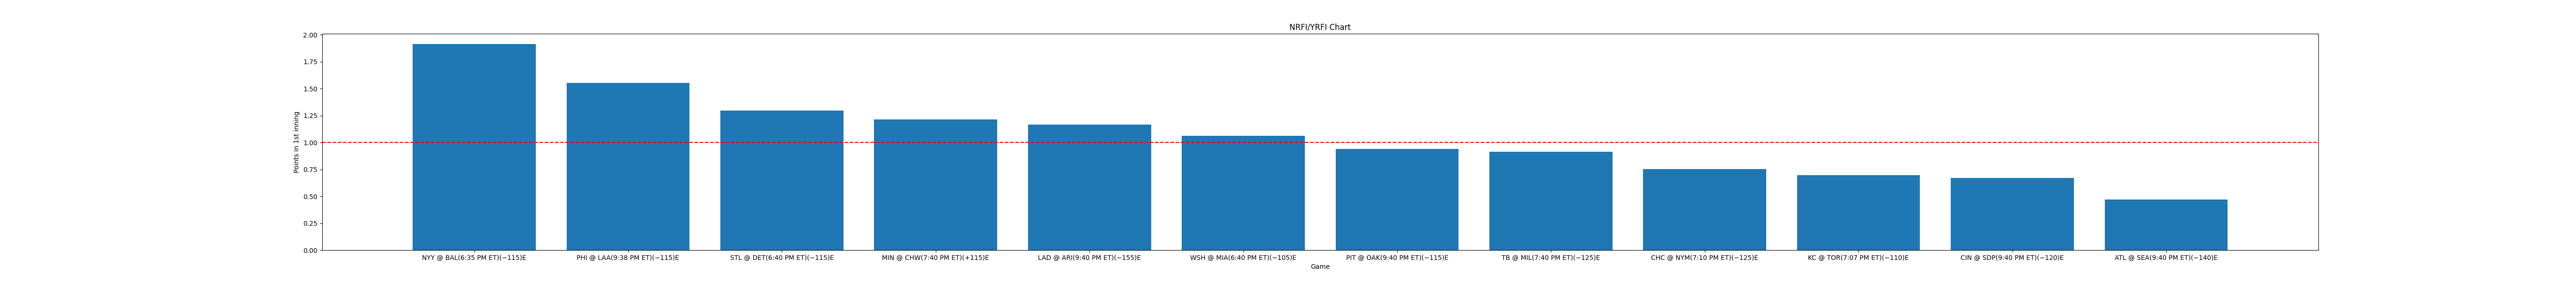 NRFI/YRFI Chart
Points in 1st inning
2.00
1.75
1.50
1.25
1.00
0.75
0.50
0.25
0.00
NYY @ BAL(6:35 PM ET)(−115)E PHI @ LAA(9:38 PM ET)(−115)E STL @ DET(6:40 PM ET)(−115)E MIN @ CHW(7:40 PM ET)(+115)E LAD @ ARI(9:40 PM ET)(−155)E WSH @ MIA(6:40 PM ET)(−105)E PIT @ OAK(9:40 PM ET)(−115)E TB @ MIL(7:40 PM ET)(−125)E CHC @ NYM(7:10 PM ET)(−125)E KC @ TOR(7:07 PM ET)(−110)E CIN @ SDP(9:40 PM ET)(−120)E ATL @ SEA(9:40 PM ET)(−140)E
Game